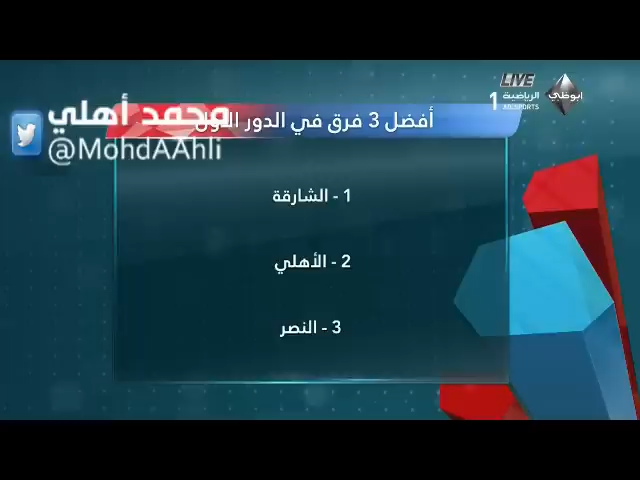 LIVE
أبوظبي
الرياضية 1
AD SPORTS
محمد أهلي
@MohdAAhli
أفضل 3 فرق في الدور الأول
1 - الشارقة
2 - الأهلي
3 - النصر